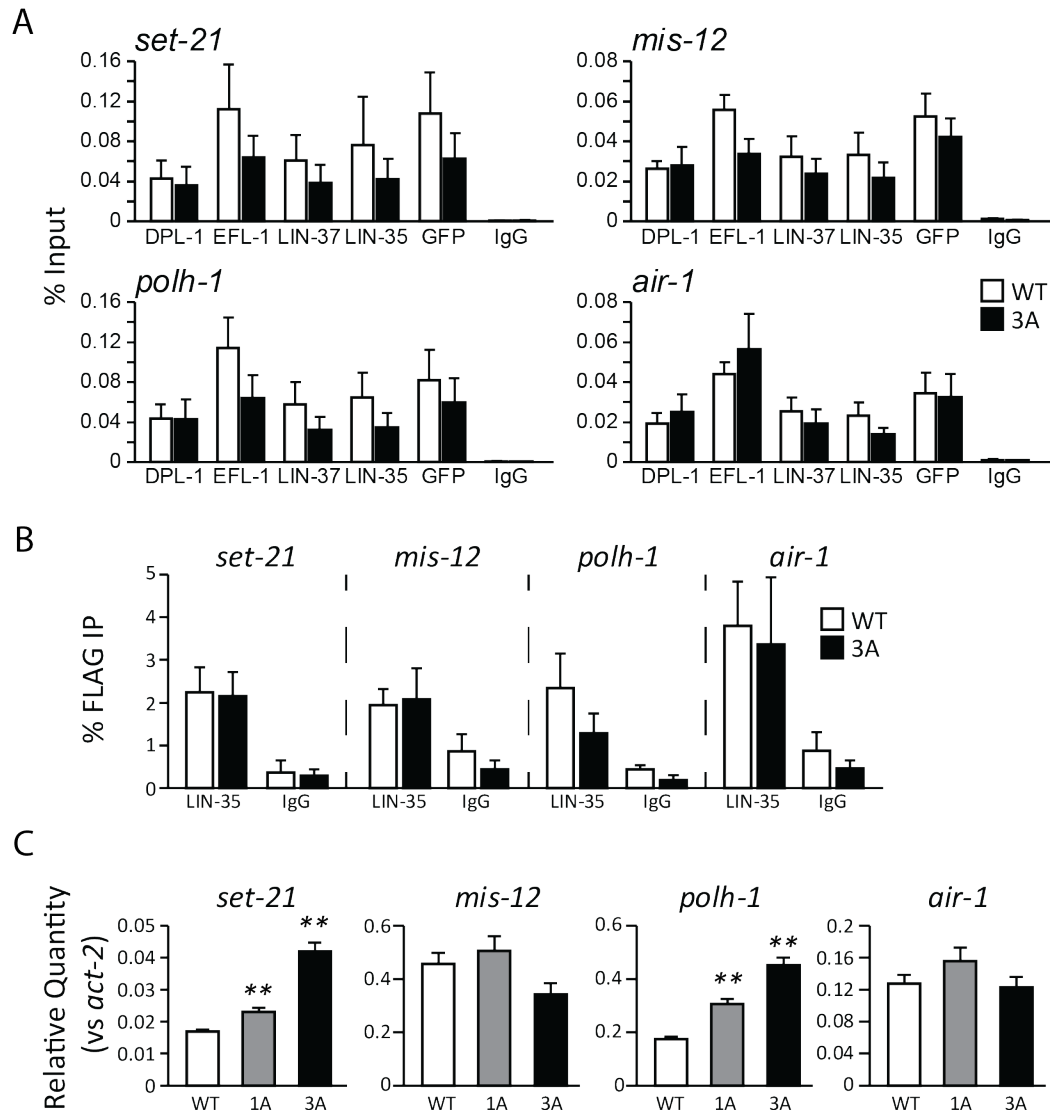 A
set-21
mis-12
% Input
0.16
0.12
0.08
0.04
0
DPL-1 EFL-1 LIN-37 LIN-35 GFP IgG
0.08
0.06
0.04
0.02
0
DPL-1 EFL-1 LIN-37 LIN-35 GFP IgG
polh-1
air-1
0.16
0.12
0.08
0.04
0
DPL-1 EFL-1 LIN-37 LIN-35 GFP IgG
0.08
0.06
0.04
0.02
0
DPL-1 EFL-1 LIN-37 LIN-35 GFP IgG
WT
3A
B
set-21 mis-12 polh-1 air-1
% FLAG IP
5
4
3
2
1
0
WT
3A
LIN-35 IgG LIN-35 IgG LIN-35 IgG LIN-35 IgG
C
Relative Quantity
(vs act-2)
set-21
0.05
0.04
0.03
0.02
0.01
0
**
**
WT 1A 3A
mis-12
0.6
0.4
0.2
0
WT 1A 3A
polh-1
0.6
0.4
0.2
0
**
**
WT 1A 3A
air-1
0.2
0.16
0.12
0.08
0.04
0
WT 1A 3A